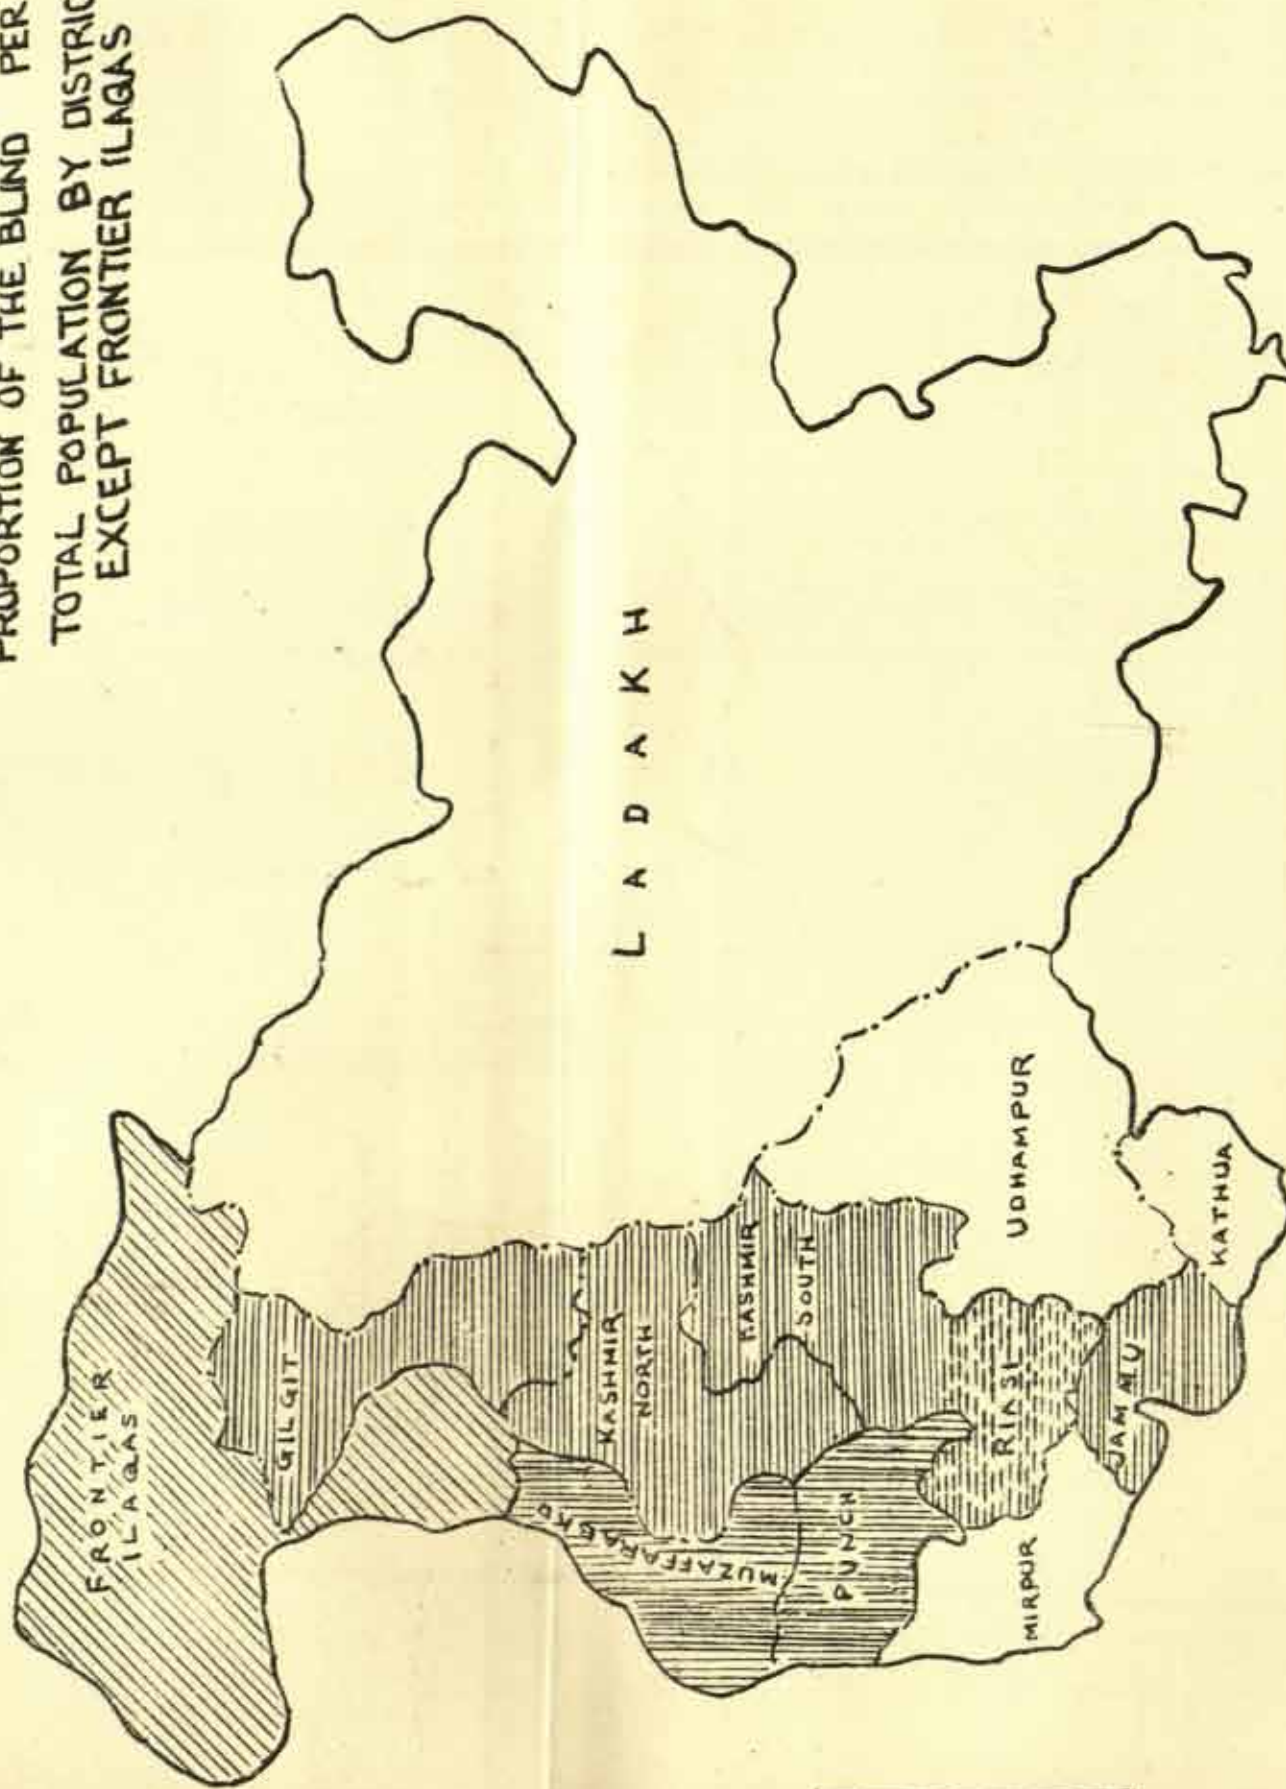 PROPORTION OF THE BLIND PER
TOTAL POPULATION BY DISTRIC
EXCEPT FRONTIER ILAQAS
FRONTIER
ILAQAS
GILGIT
LADAKH
KASHMIR
NORTH
MUZAFFARABAD
KASHMIR
SOUTH
PUNCH
RIASI
UDHAMPUR
MIRPUR
JAMMU
KATHUA